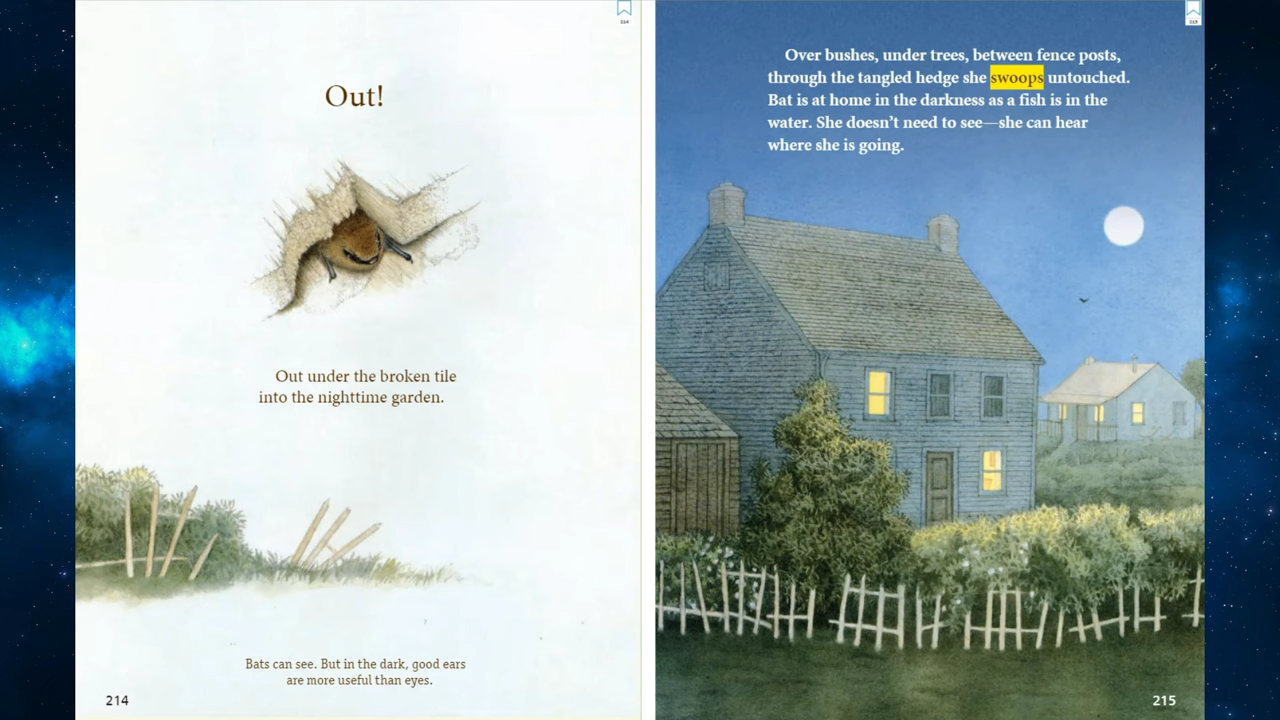 214
Out!
Out under the broken tile
into the nighttime garden.
Bats can see. But in the dark, good ears
are more useful than eyes.
214
215
Over bushes, under trees, between fence posts,
through the tangled hedge she swoops untouched.
Bat is at home in the darkness as a fish is in the
water. She doesn’t need to see—she can hear
where she is going.
215